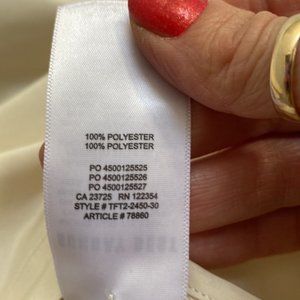 100% POLYESTER
100% POLYESTER
PO 4500125525
PO 4500125526
PO 4500125527
CA 23725 RN 122354
STYLE # TFT2-2450-30
ARTICLE # 78860